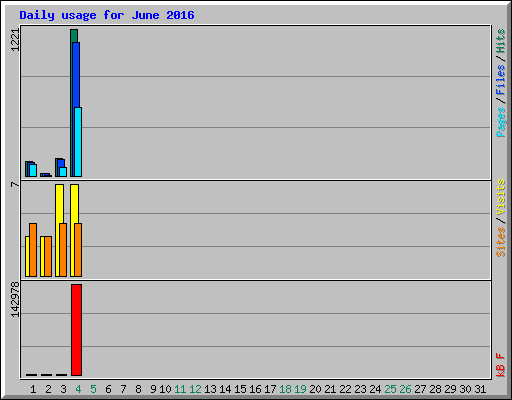 Daily usage for June 2016
1221
Pages/Files/Hits
7
Sites/Visits
142978
kB F
1 2 3 4 5 6 7 8 9 10 11 12 13 14 15 16 17 18 19 20 21 22 23 24 25 26 27 28 29 30 31